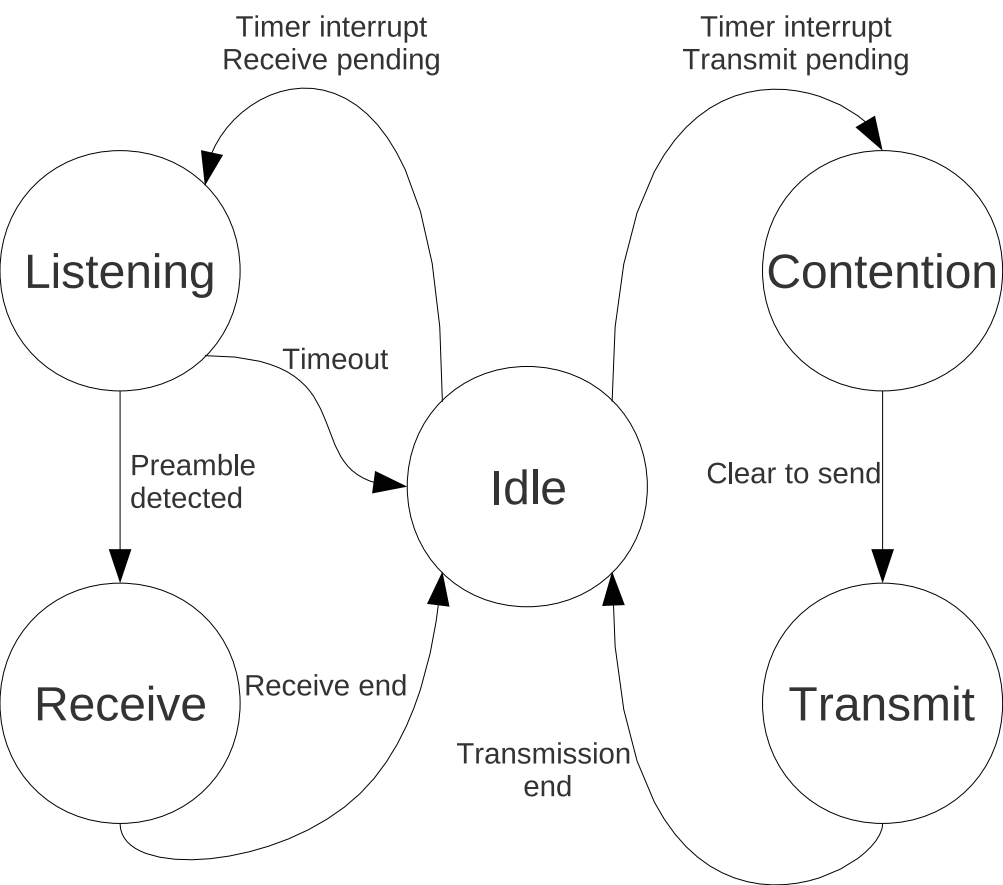 Timer interrupt
Receive pending
Timer interrupt
Transmit pending
Listening
Contention
Timeout
Preamble
detected
Idle
Clear to send
Receive
Receive end
Transmit
Transmission
end